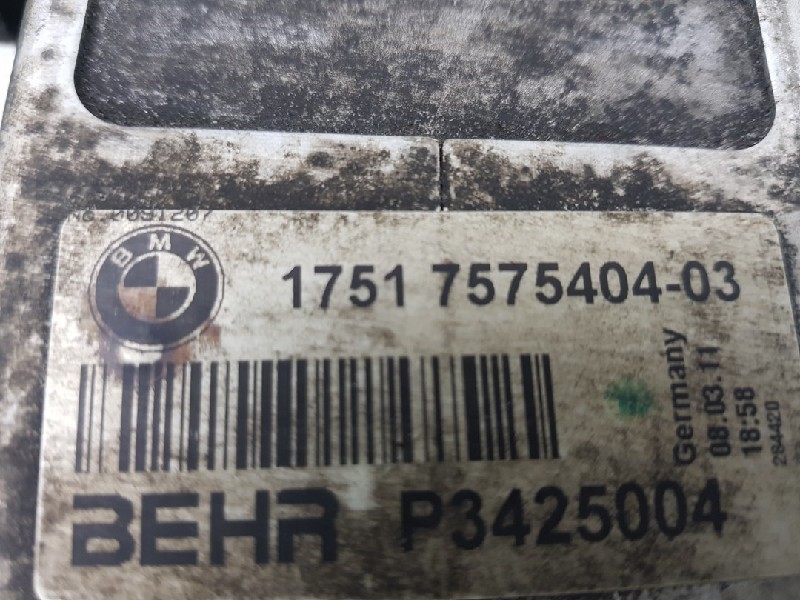 BMW
1751 7575404-03
Germany
08.03.11
18:58
284420
BEHR P3425004